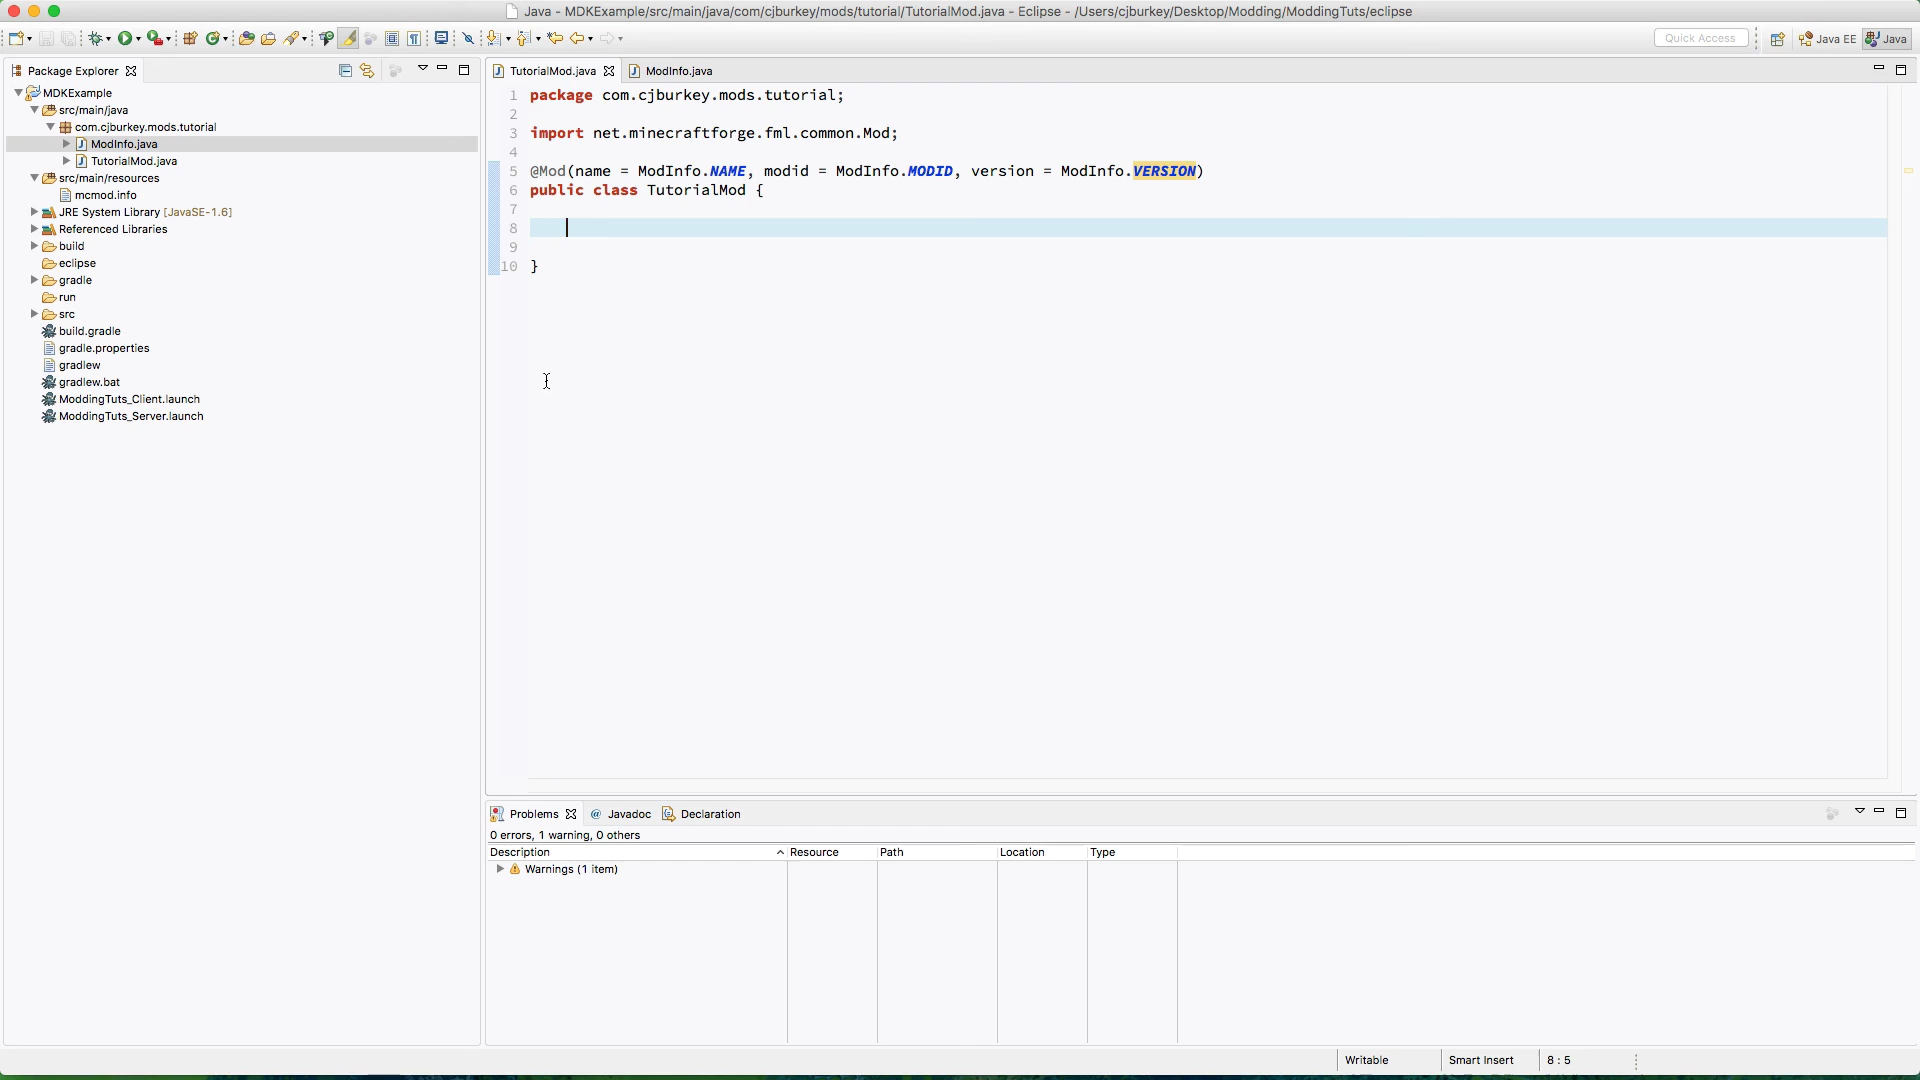 Java - MDKExample/src/main/java/com/cjburkey/mods/tutorial/TutorialMod.java - Eclipse - /Users/cjburkey/Desktop/Modding/ModdingTuts/eclipse
Quick Access
Java EE
Java
Package Explorer
MDKExample
src/main/java
com.cjburkey.mods.tutorial
ModInfo.java
TutorialMod.java
src/main/resources
mcmod.info
JRE System Library [JavaSE-1.6]
Referenced Libraries
build
eclipse
gradle
run
src
build.gradle
gradle.properties
gradlew
gradlew.bat
ModdingTuts_Client.launch
ModdingTuts_Server.launch
TutorialMod.java
ModInfo.java
1 package com.cjburkey.mods.tutorial;
2
3 import net.minecraftforge.fml.common.Mod;
4
5 @Mod(name = ModInfo.NAME, modid = ModInfo.MODID, version = ModInfo.VERSION)
6 public class TutorialMod {
7
8
9
10 }
Problems
Javadoc
Declaration
0 errors, 1 warning, 0 others
Description Resource Path Location Type
Warnings (1 item)
Writable
Smart Insert
8 : 5